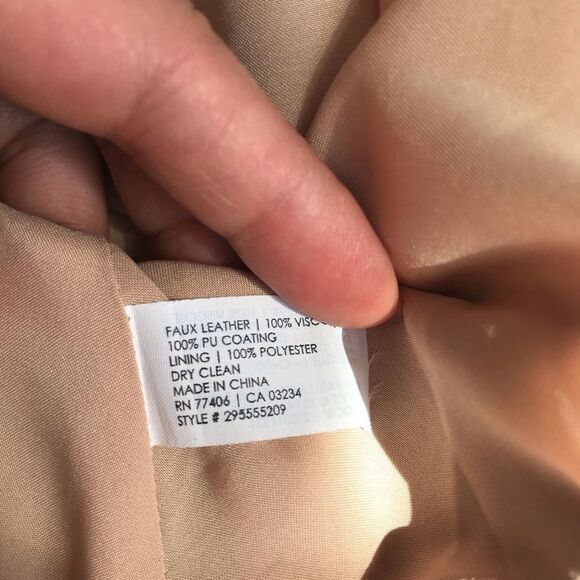 FAUX LEATHER | 100%
100% PU COATING
LINING | 100% POLYESTER
DRY CLEAN
MADE IN CHINA
RN 77406 | CA 03234
STYLE # 295555209